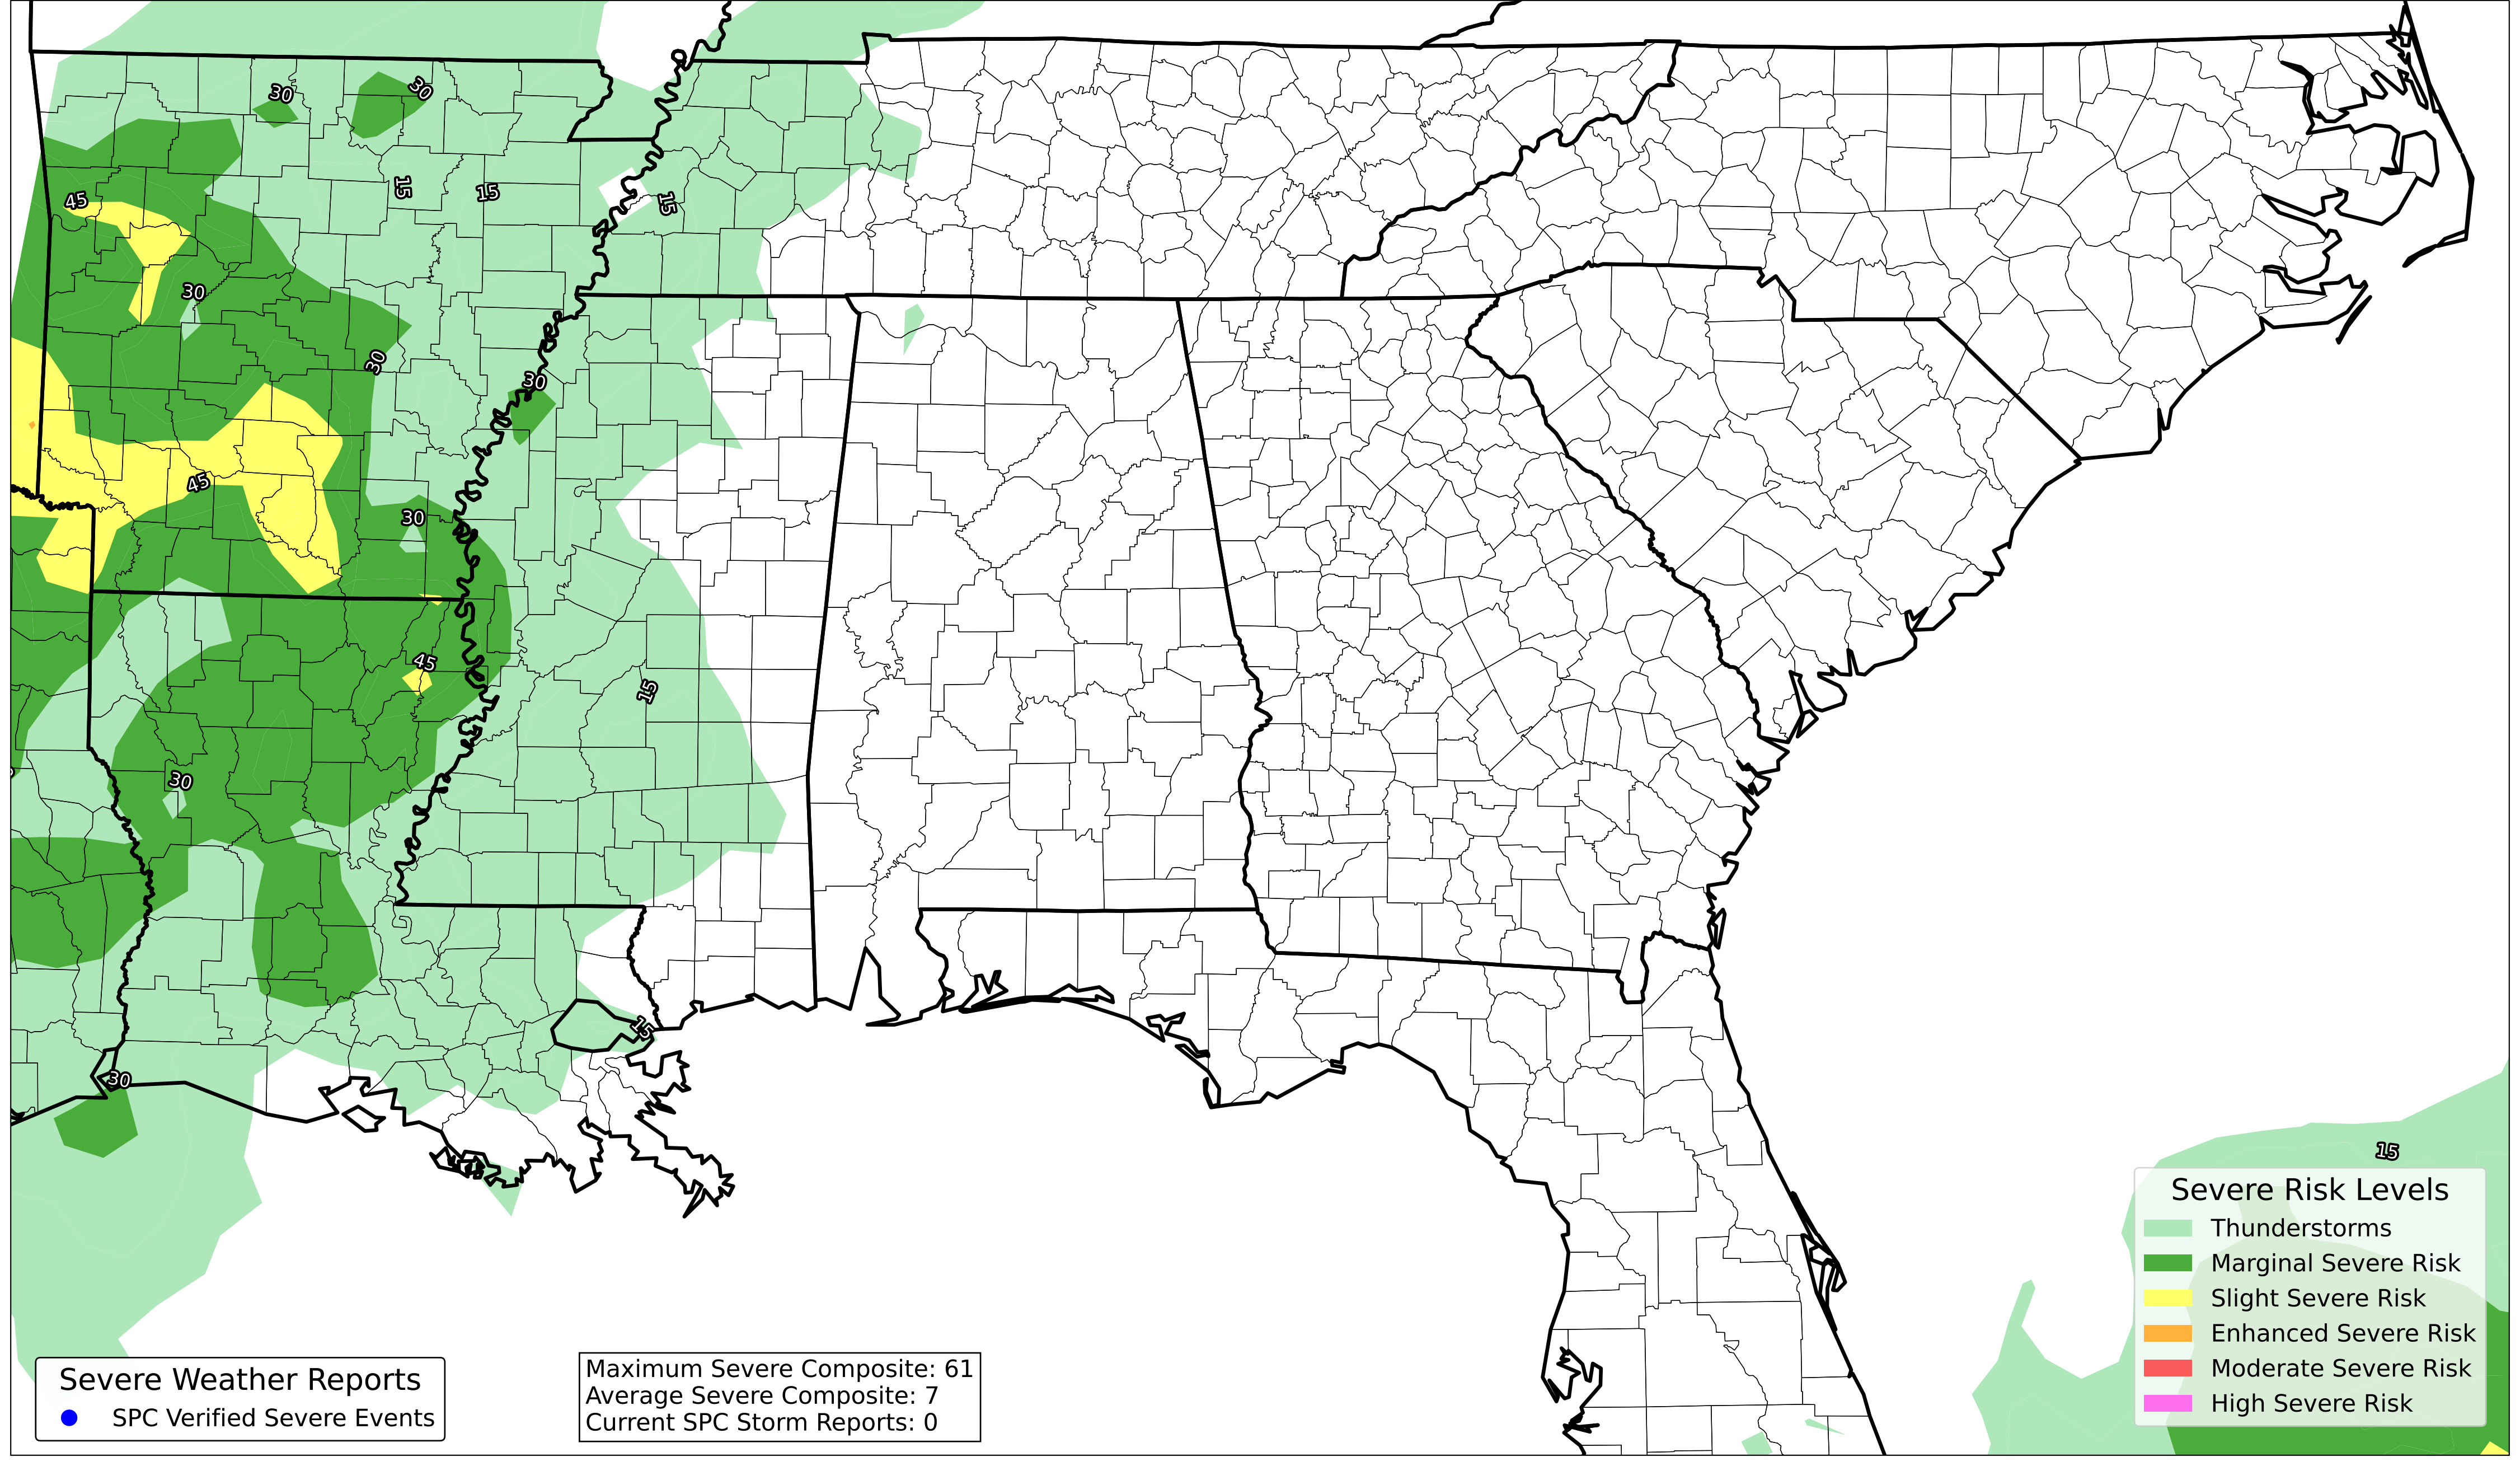 30
30
45
15
15
15
30
30
30
45
30
45
15
30
15
30
15
Severe Risk Levels
Thunderstorms
Marginal Severe Risk
Slight Severe Risk
Enhanced Severe Risk
Moderate Severe Risk
High Severe Risk
Severe Weather Reports
SPC Verified Severe Events
Maximum Severe Composite: 61
Average Severe Composite: 7
Current SPC Storm Reports: 0